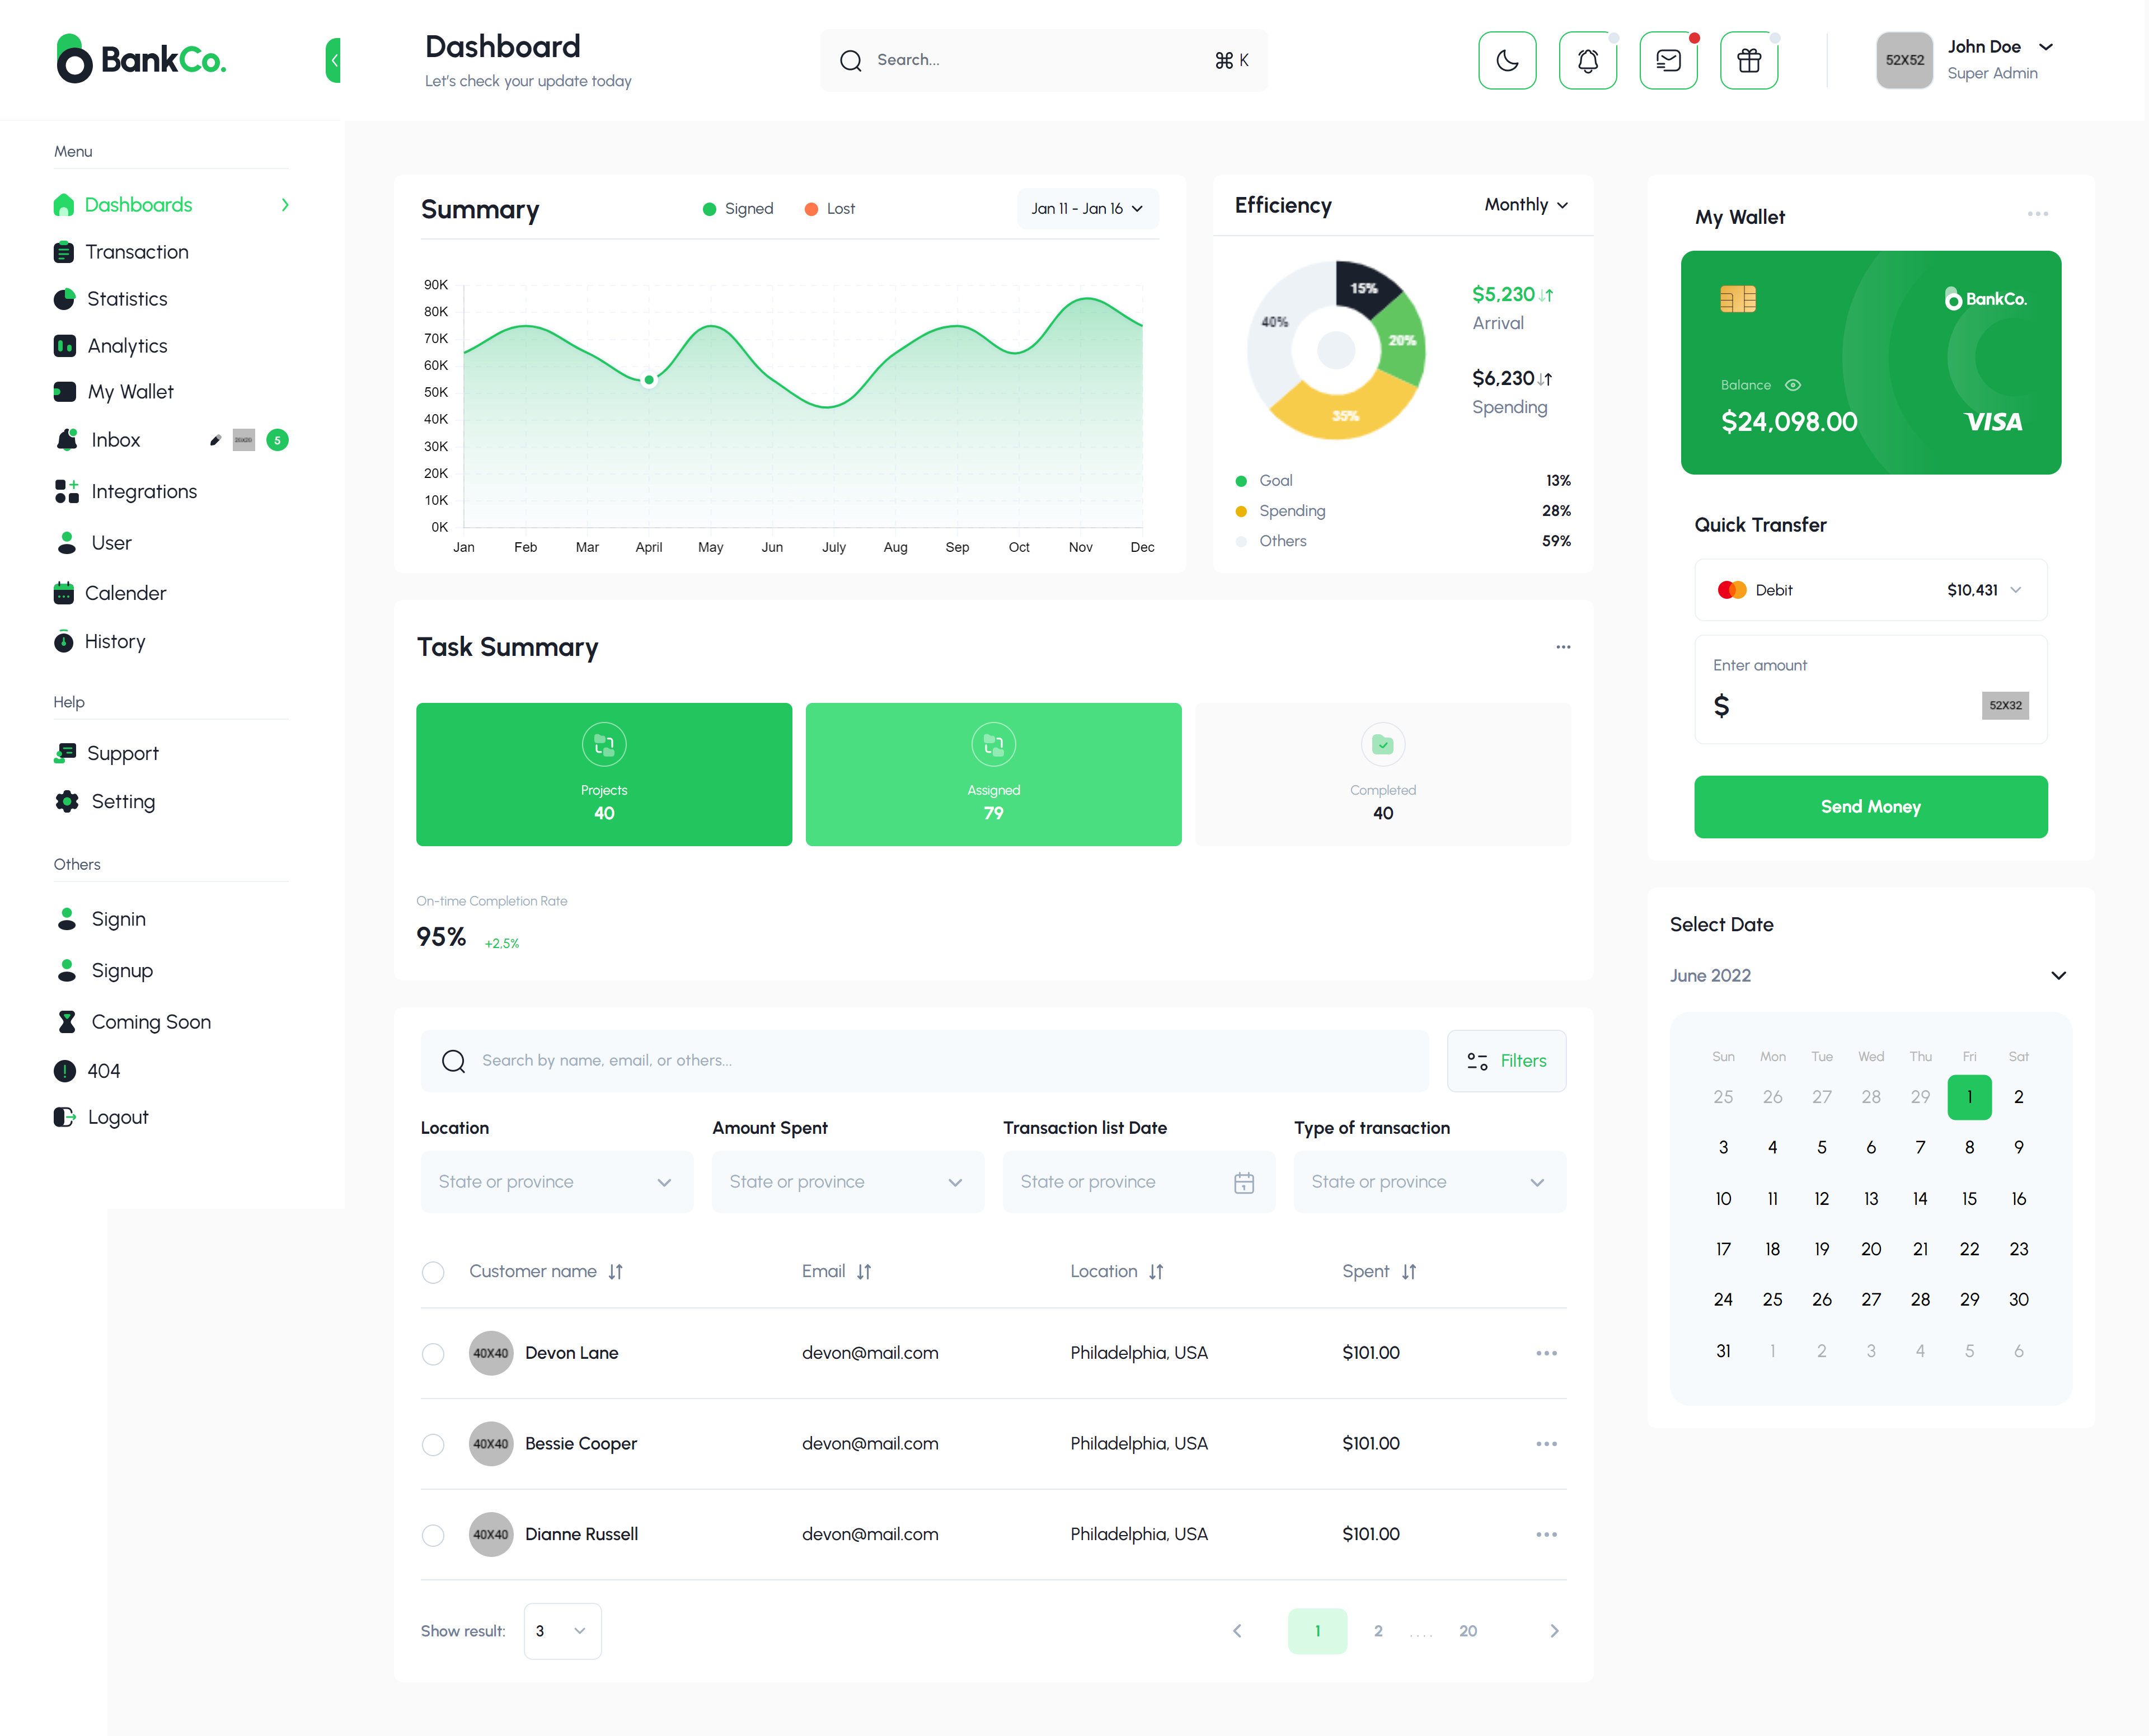 BankCo.
Dashboard
Let's check your update today
Search...
⌘ K
52X52
John Doe
Super Admin
Menu
Dashboards
Transaction
Statistics
Analytics
My Wallet
Inbox
5
Integrations
User
Calender
History
Help
Support
Setting
Others
Signin
Signup
Coming Soon
404
Logout
Summary
Signed
Lost
Jan 11 - Jan 16
90K
80K
70K
60K
50K
40K
30K
20K
10K
0K
Jan Feb Mar April May Jun July Aug Sep Oct Nov Dec
Efficiency
Monthly
15%
20%
35%
40%
$5,230
Arrival
$6,230
Spending
Goal 13%
Spending 28%
Others 59%
My Wallet
BankCo.
Balance
$24,098.00
VISA
Quick Transfer
Debit $10,431
Enter amount
$
52X32
Send Money
Task Summary
Projects
40
Assigned
79
Completed
40
On-time Completion Rate
95% +2,5%
Select Date
June 2022
Sun Mon Tue Wed Thu Fri Sat
25 26 27 28 29 1 2
3 4 5 6 7 8 9
10 11 12 13 14 15 16
17 18 19 20 21 22 23
24 25 26 27 28 29 30
31 1 2 3 4 5 6
Search by name, email, or others...
Filters
Location
State or province
Amount Spent
State or province
Transaction list Date
State or province
Type of transaction
State or province
Customer name Email Location Spent
40X40 Devon Lane devon@mail.com Philadelphia, USA $101.00
40X40 Bessie Cooper devon@mail.com Philadelphia, USA $101.00
40X40 Dianne Russell devon@mail.com Philadelphia, USA $101.00
Show result: 3
1 2 .... 20